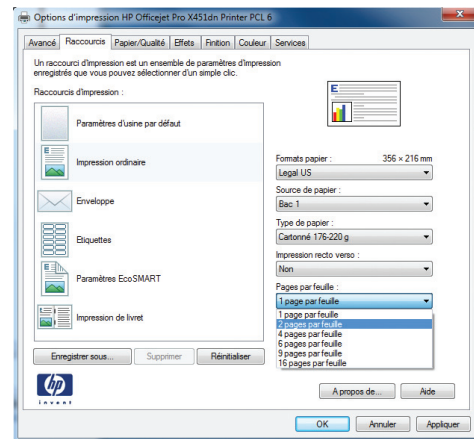 Options d'impression HP Officejet Pro X451dn Printer PCL 6
Avancé Raccourcis Papier/Qualité Effets Finition Couleur Services
Un raccourci d'impression est un ensemble de paramètres d'impression
enregistrés que vous pouvez sélectionner d'un simple clic.
Raccourcis d'impression :
Paramètres d'usine par défaut
Impression ordinaire
Enveloppe
Etiquettes
Paramètres EcoSMART
Impression de livret
Enregistrer sous... Supprimer Réinitialiser
E
Formats papier : 356 × 216 mm
Legal US
Source de papier :
Bac 1
Type de papier :
Cartonné 176-220 g
Impression recto verso :
Non
Pages par feuille :
1 page par feuille
1 page par feuille
2 pages par feuille
4 pages par feuille
6 pages par feuille
9 pages par feuille
16 pages par feuille
hp
invent
A propos de... Aide
OK Annuler Appliquer